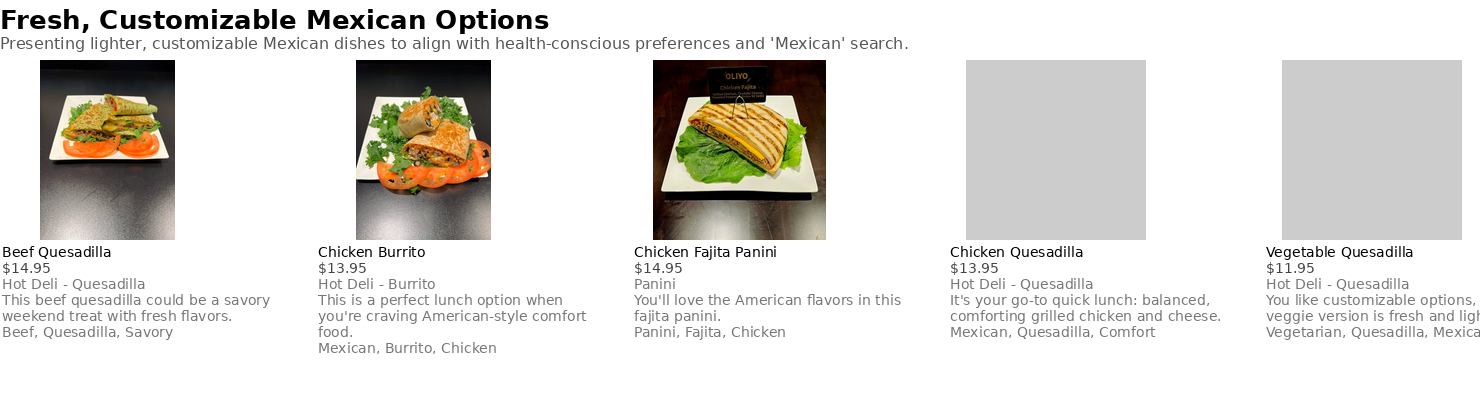 Fresh, Customizable Mexican Options
Presenting lighter, customizable Mexican dishes to align with health-conscious preferences and 'Mexican' search.
OLIYO
Chicken Fajita
Beef Quesadilla
$14.95
Hot Deli - Quesadilla
This beef quesadilla could be a savory
weekend treat with fresh flavors.
Beef, Quesadilla, Savory
Chicken Burrito
$13.95
Hot Deli - Burrito
This is a perfect lunch option when
you're craving American-style comfort
food.
Mexican, Burrito, Chicken
Chicken Fajita Panini
$14.95
Panini
You'll love the American flavors in this
fajita panini.
Panini, Fajita, Chicken
Chicken Quesadilla
$13.95
Hot Deli - Quesadilla
It's your go-to quick lunch: balanced,
comforting grilled chicken and cheese.
Mexican, Quesadilla, Comfort
Vegetable Quesadilla
$11.95
Hot Deli - Quesadilla
You like customizable options,
veggie version is fresh and
Vegetarian, Quesadilla,